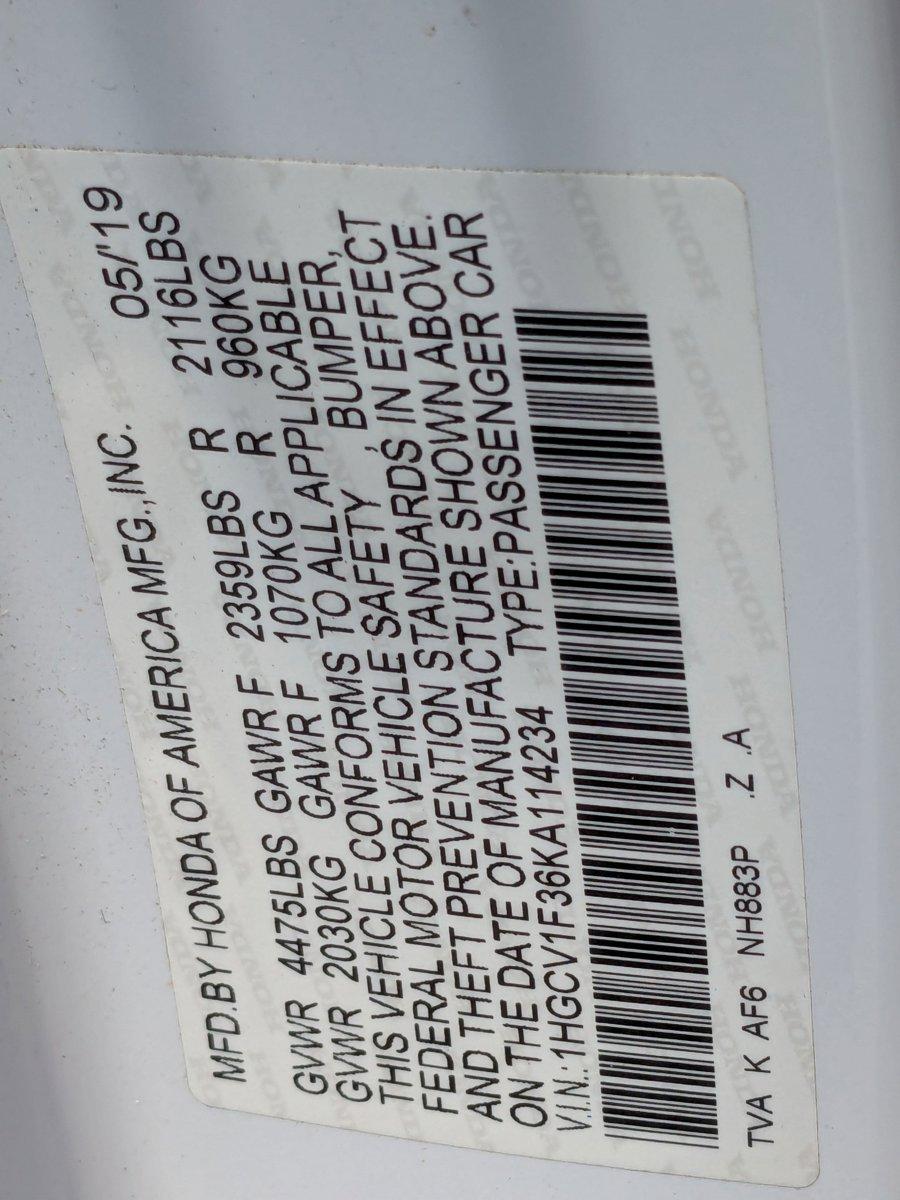 MFD.BY HONDA OF AMERICA MFG.,INC. 05/'19
GVWR 4475LBS GAWR F 2359LBS R 2116LBS
GVWR 2030KG GAWR F 1070KG R 960KG
THIS VEHICLE CONFORMS TO ALL APPLICABLE
FEDERAL MOTOR VEHICLE SAFETY, BUMPER,
AND THEFT PREVENTION STANDARDS IN EFFECT
ON THE DATE OF MANUFACTURE SHOWN ABOVE.
V.I.N.:1HGCV1F36KA114234 TYPE:PASSENGER CAR
TVA K AF6 NH883P .Z .A